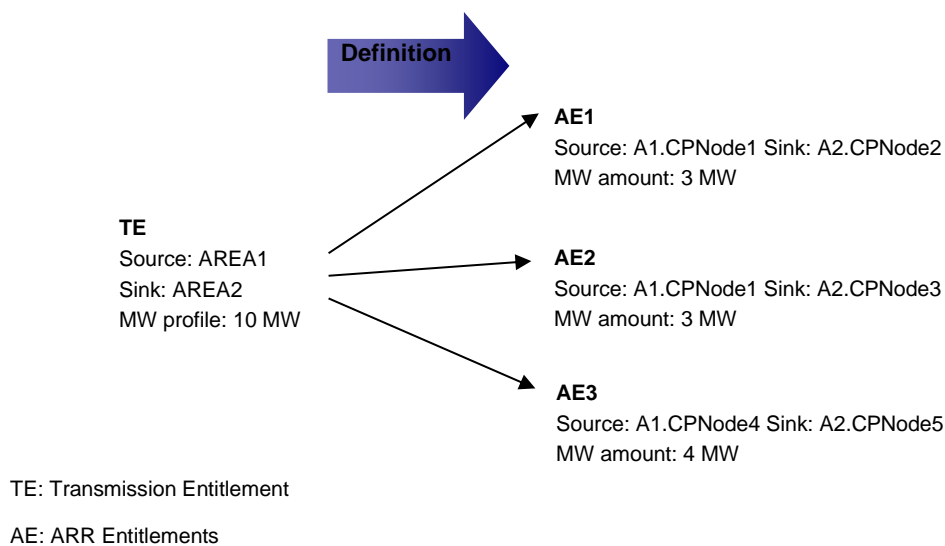 Definition
TE
Source: AREA1
Sink: AREA2
MW profile: 10 MW
AE1
Source: A1.CPNode1 Sink: A2.CPNode2
MW amount: 3 MW
AE2
Source: A1.CPNode1 Sink: A2.CPNode3
MW amount: 3 MW
AE3
Source: A1.CPNode4 Sink: A2.CPNode5
MW amount: 4 MW
TE: Transmission Entitlement
AE: ARR Entitlements